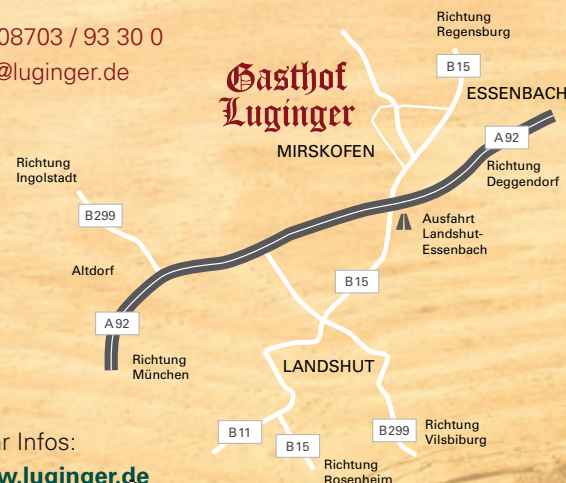 08703 / 93 30 0
@luginger.de
Gasthof
Luginger
MIRSKOFEN
Richtung
Regensburg
B15
ESSENBACH
A92
Richtung
Deggendorf
Ausfahrt
Landshut-
Essenbach
Richtung
Ingolstadt
B299
Altdorf
A92
Richtung
München
B15
LANDSHUT
B11
B15
Richtung
Rosenheim
B299
Richtung
Vilsbiburg
r Infos:
w.luginger.de